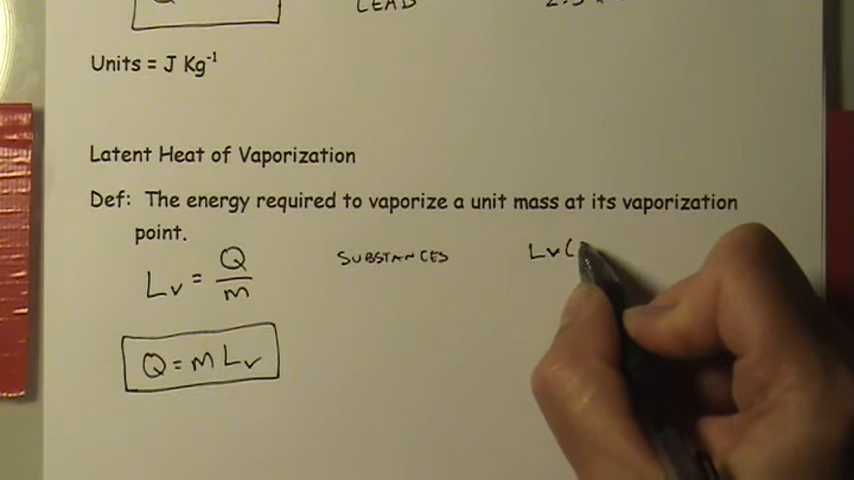 LEAD
Units = J Kg⁻¹
Latent Heat of Vaporization
Def: The energy required to vaporize a unit mass at its vaporization
point.
Lv = Q/m
SUBSTANCES Lv (
Q = m Lv